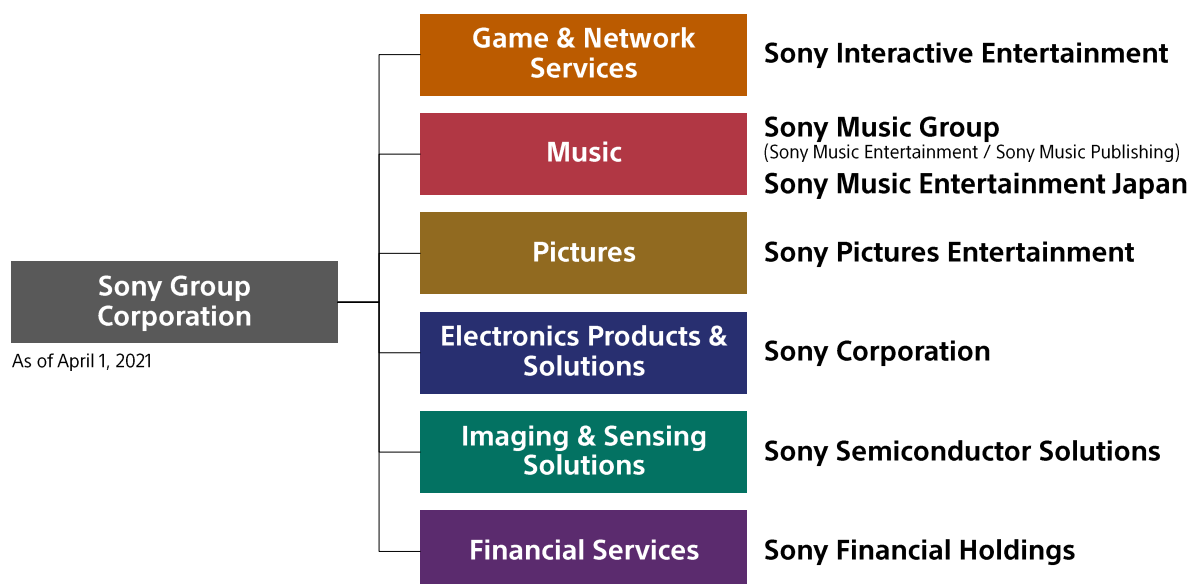 Game & Network
Services
Sony Interactive Entertainment
Music
Sony Music Group
(Sony Music Entertainment / Sony Music Publishing)
Sony Music Entertainment Japan
Pictures
Sony Pictures Entertainment
Sony Group
Corporation
As of April 1, 2021
Electronics Products &
Solutions
Sony Corporation
Imaging & Sensing
Solutions
Sony Semiconductor Solutions
Financial Services
Sony Financial Holdings